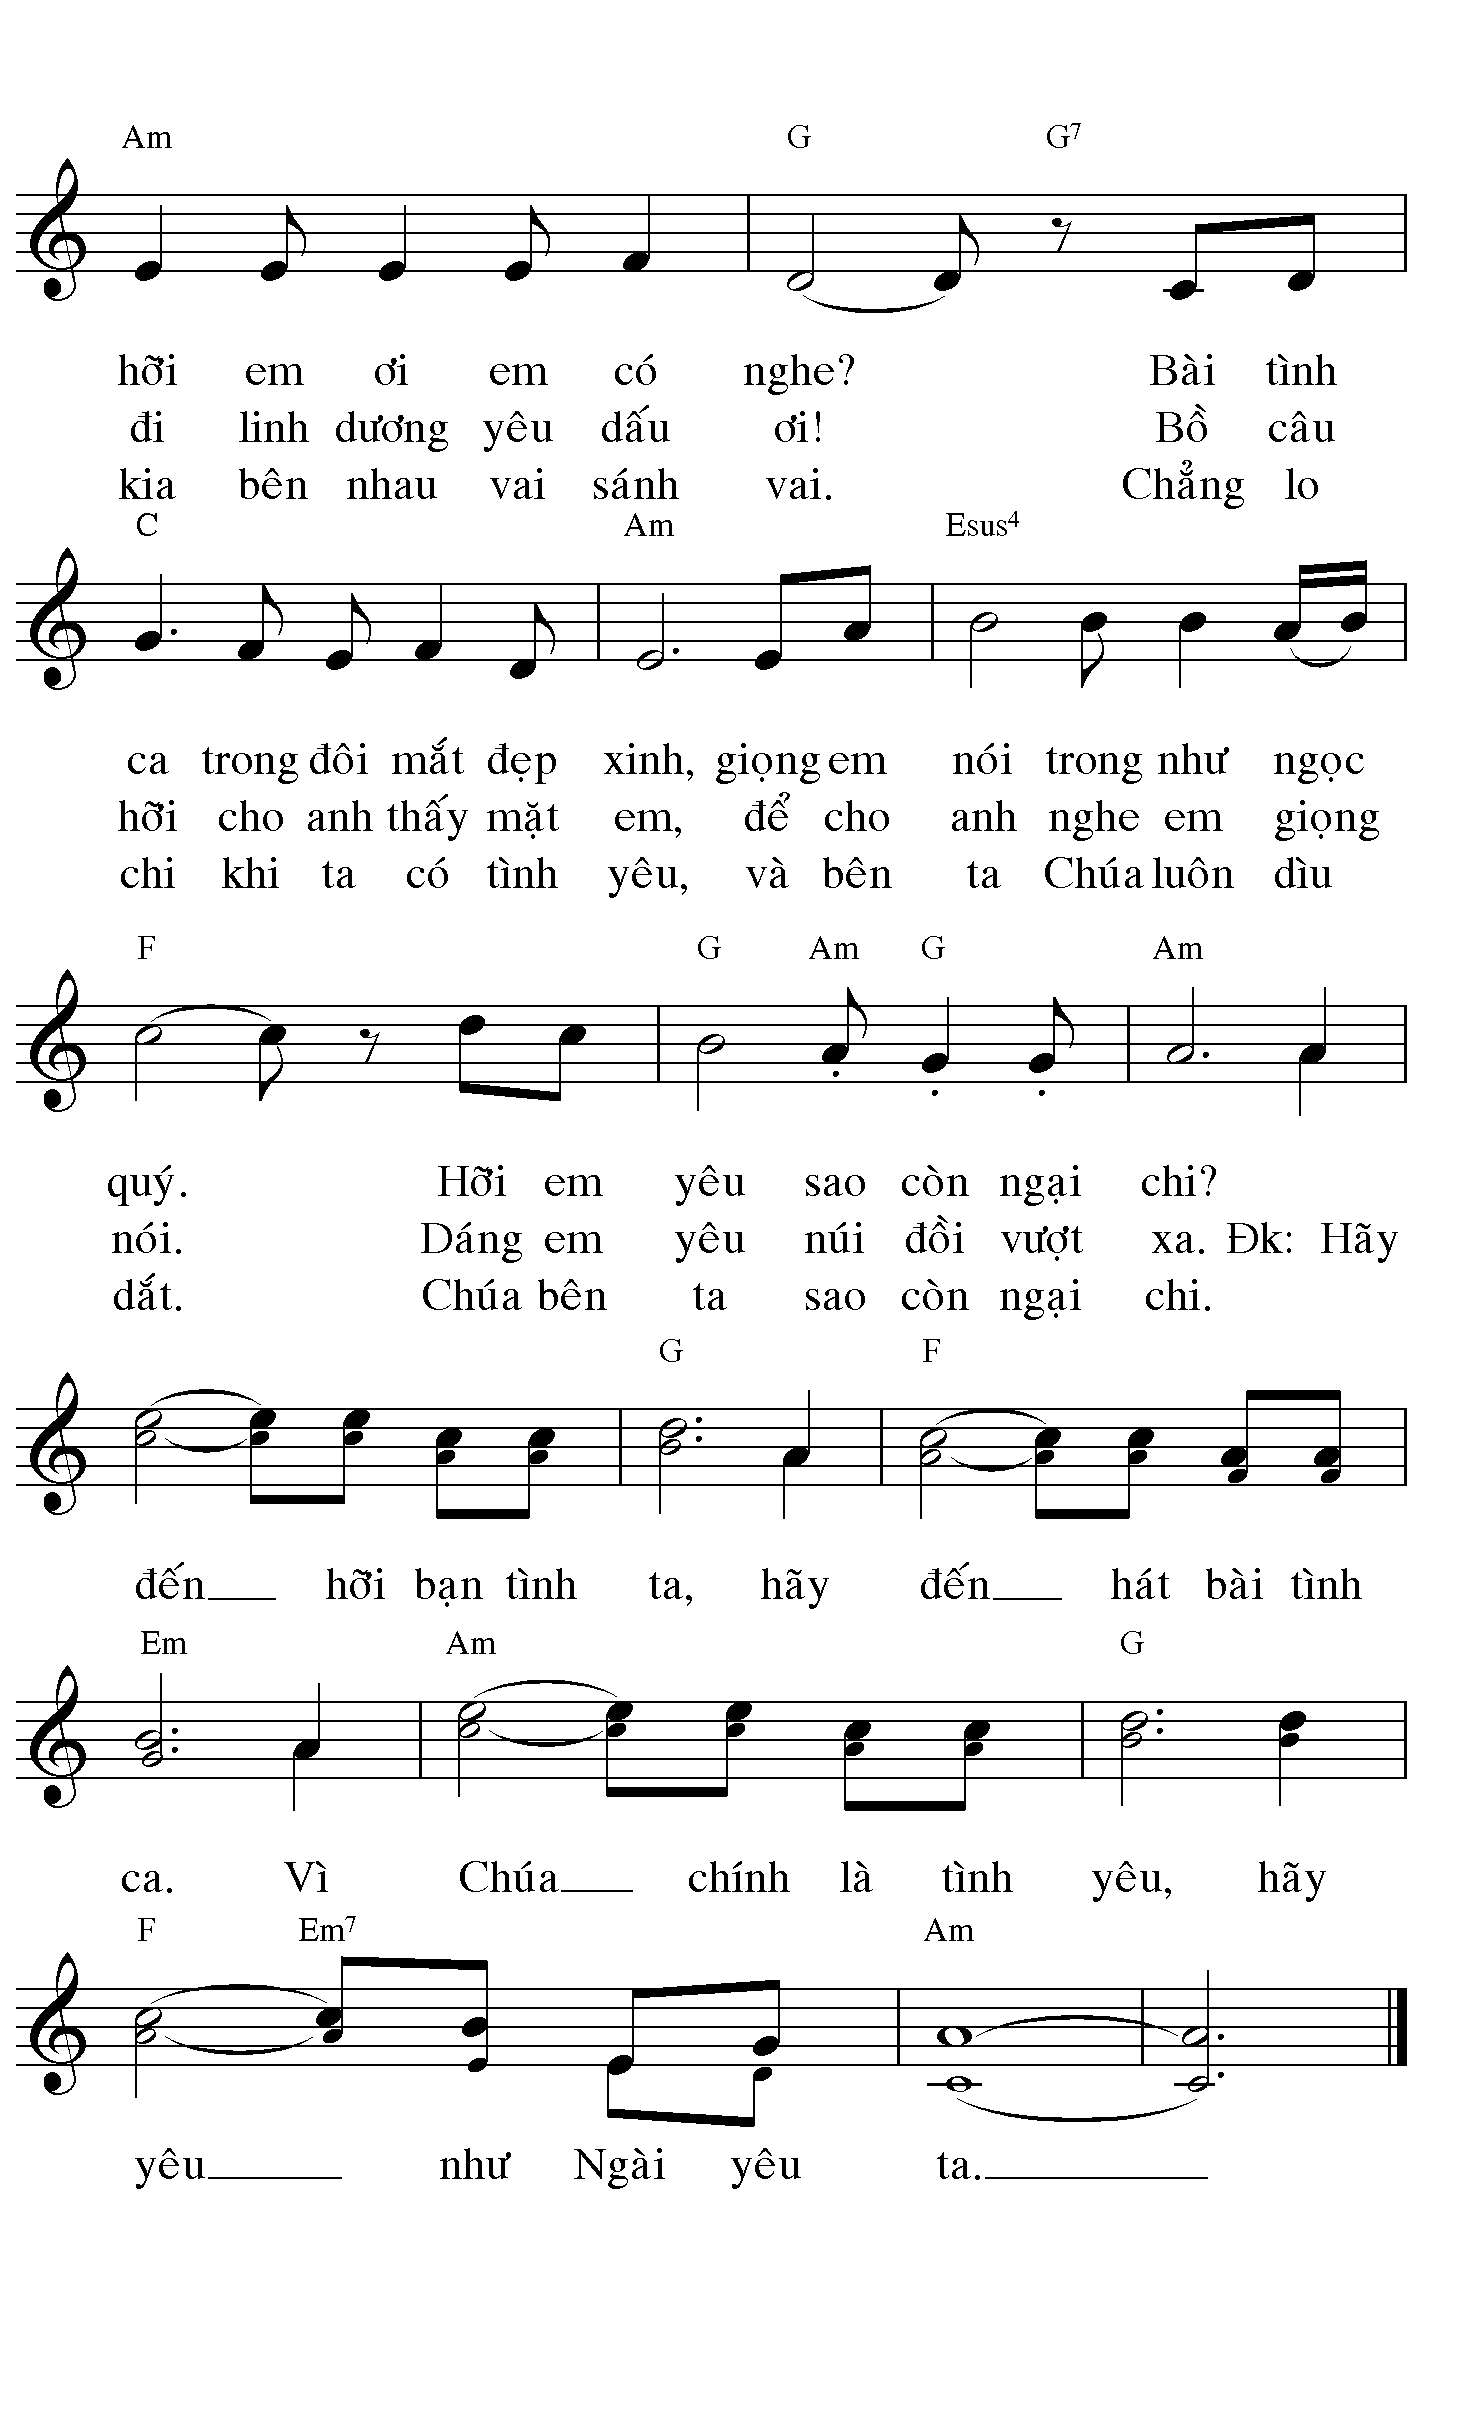 Am G G7
hỡi em ơi em có nghe? Bài tình
đi linh dương yêu dấu ơi! Bồ câu
kia bên nhau vai sánh vai. Chẳng lo
C Am Esus4
ca trong đôi mắt đẹp xinh, giọng em nói trong như ngọc
hỡi cho anh thấy mặt em, để cho anh nghe em giọng
chi khi ta có tình yêu, và bên ta Chúa luôn dìu
F G Am G Am
quý. Hỡi em yêu sao còn ngại chi?
nói. Dáng em yêu núi đồi vượt xa. Đk: Hãy
dắt. Chúa bên ta sao còn ngại chi.
G F
đến hỡi bạn tình ta, hãy đến hát bài tình
Em Am G
ca. Vì Chúa chính là tình yêu, hãy
F Em7 Am
yêu như Ngài yêu ta.